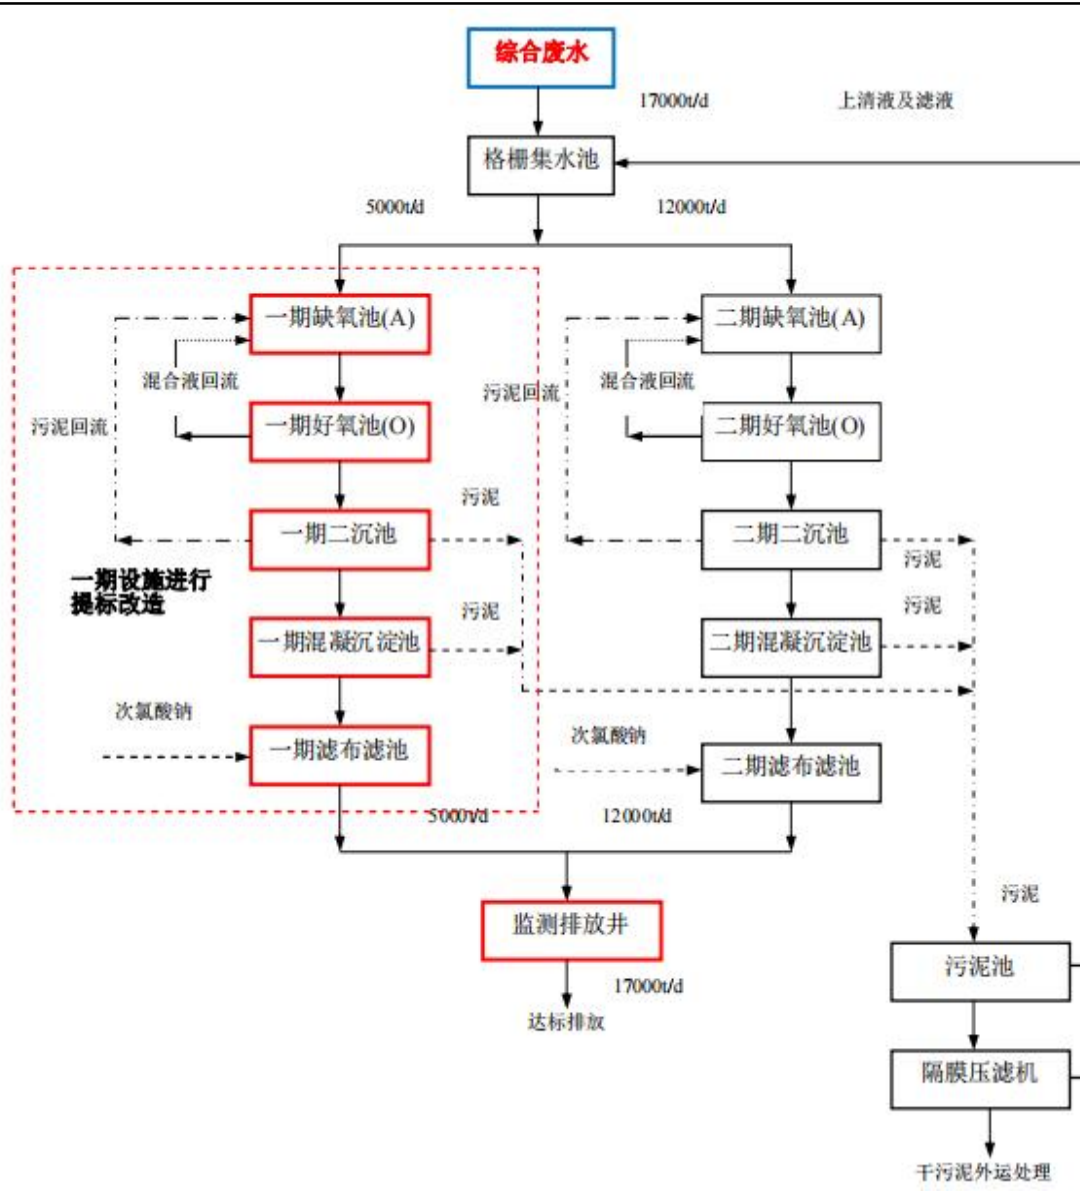 综合废水
17000t/d
上清液及滤液
格栅集水池
5000t/d
12000t/d
一期缺氧池(A)
二期缺氧池(A)
混合液回流
污泥回流
混合液回流
污泥回流
一期好氧池(O)
二期好氧池(O)
污泥
一期二沉池
二期二沉池
污泥
一期设施进行
提标改造
污泥
污泥
一期混凝沉淀池
二期混凝沉淀池
次氯酸钠
次氯酸钠
一期滤布滤池
二期滤布滤池
5000t/d
12000t/d
污泥
监测排放井
污泥池
17000t/d
达标排放
隔膜压滤机
干污泥外运处理